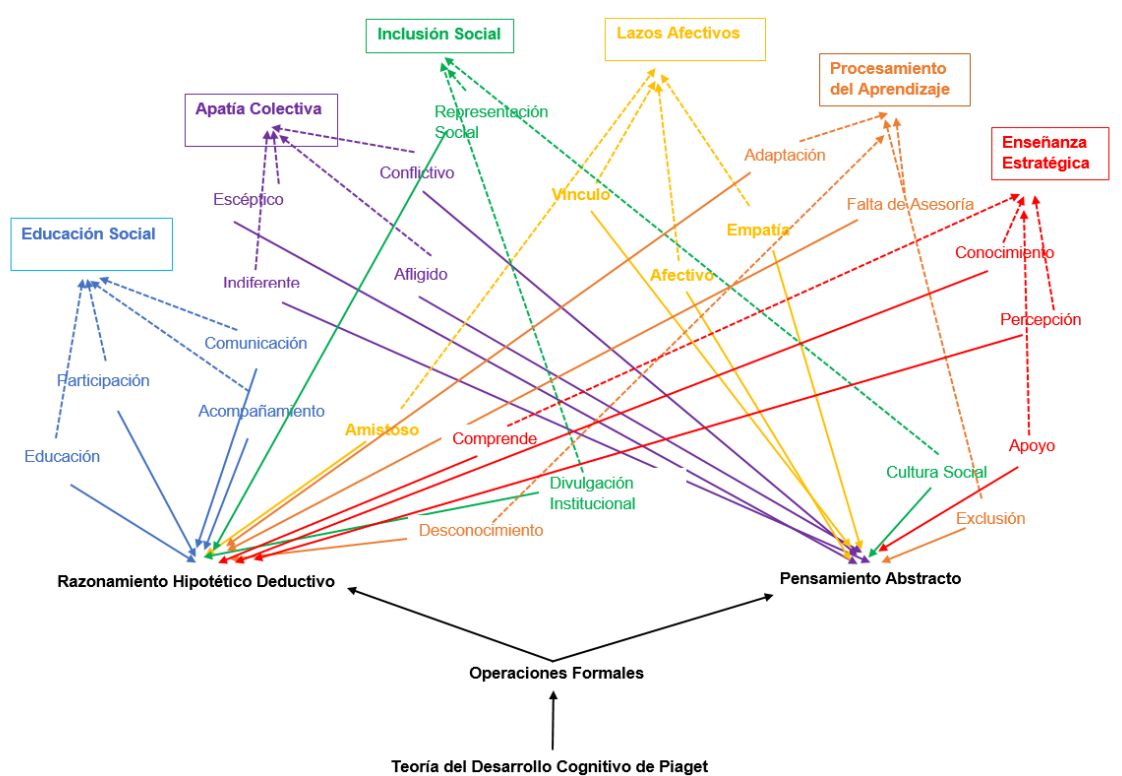 Inclusión Social
Lazos Afectivos
Procesamiento
del Aprendizaje
Apatía Colectiva
Representación
Social
Enseñanza
Estratégica
Adaptación
Conflictivo
Escéptico
Vinculo
Falta de Asesoría
Educación Social
Empatía
Conocimiento
Afligido
Afectivo
Indiferente
Percepción
Comunicación
Participación
Acompañamiento
Amistoso
Comprende
Apoyo
Educación
Cultura Social
Divulgación
Institucional
Exclusión
Desconocimiento
Razonamiento Hipotético Deductivo
Pensamiento Abstracto
Operaciones Formales
Teoría del Desarrollo Cognitivo de Piaget